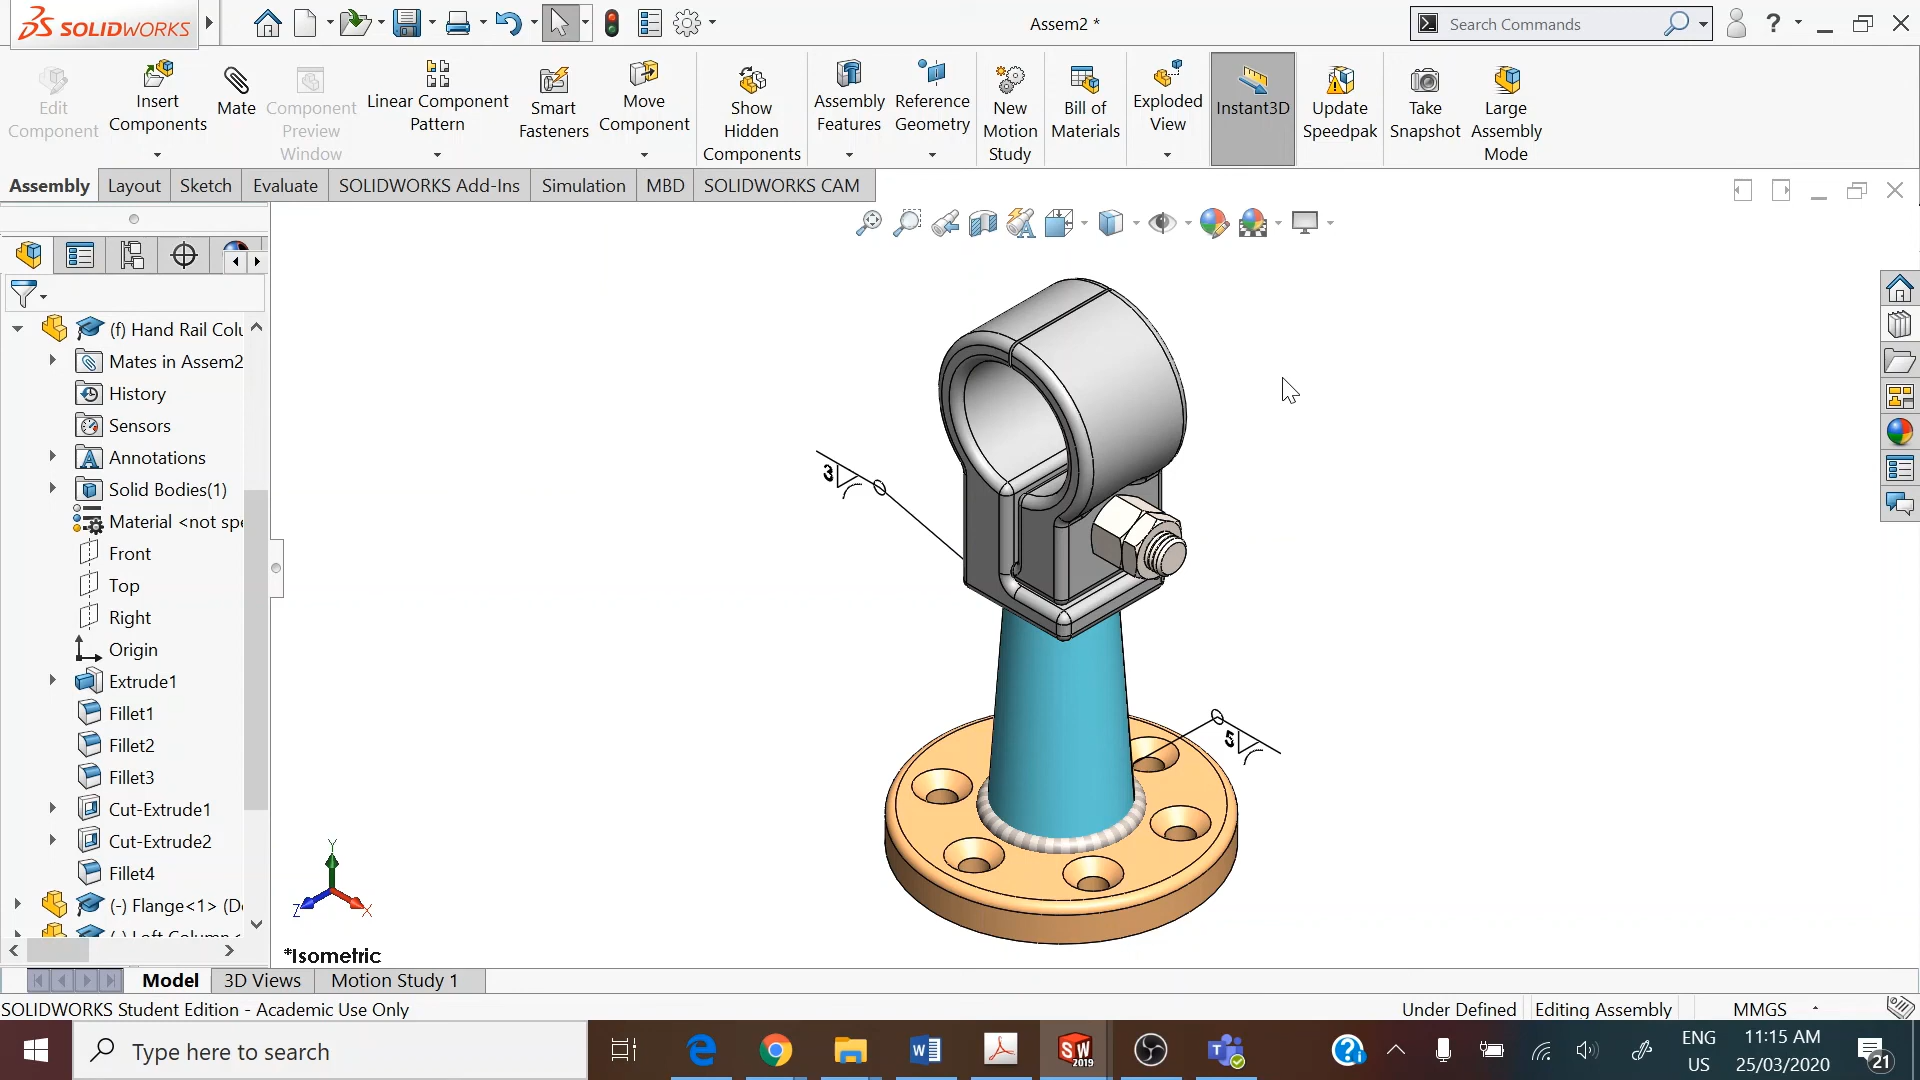 SOLIDWORKS
Assem2 *
Search Commands
?
Edit
Component
Insert
Components
Mate
Component
Preview
Window
Linear Component
Pattern
Smart
Fasteners
Move
Component
Show
Hidden
Components
Assembly
Features
Reference
Geometry
New
Motion
Study
Bill of
Materials
Exploded
View
Instant3D
Update
Speedpak
Take
Snapshot
Large
Assembly
Mode
Assembly
Layout
Sketch
Evaluate
SOLIDWORKS Add-Ins
Simulation
MBD
SOLIDWORKS CAM
(f) Hand Rail Colu
Mates in Assem2
History
Sensors
Annotations
Solid Bodies(1)
Material <not spe
Front
Top
Right
Origin
Extrude1
Fillet1
Fillet2
Fillet3
Cut-Extrude1
Cut-Extrude2
Fillet4
(-) Flange<1> (De
3
5
Y
Z
X
*Isometric
Model
3D Views
Motion Study 1
SOLIDWORKS Student Edition - Academic Use Only
Under Defined
Editing Assembly
MMGS
Type here to search
SW
2019
ENG
US
11:15 AM
25/03/2020
21